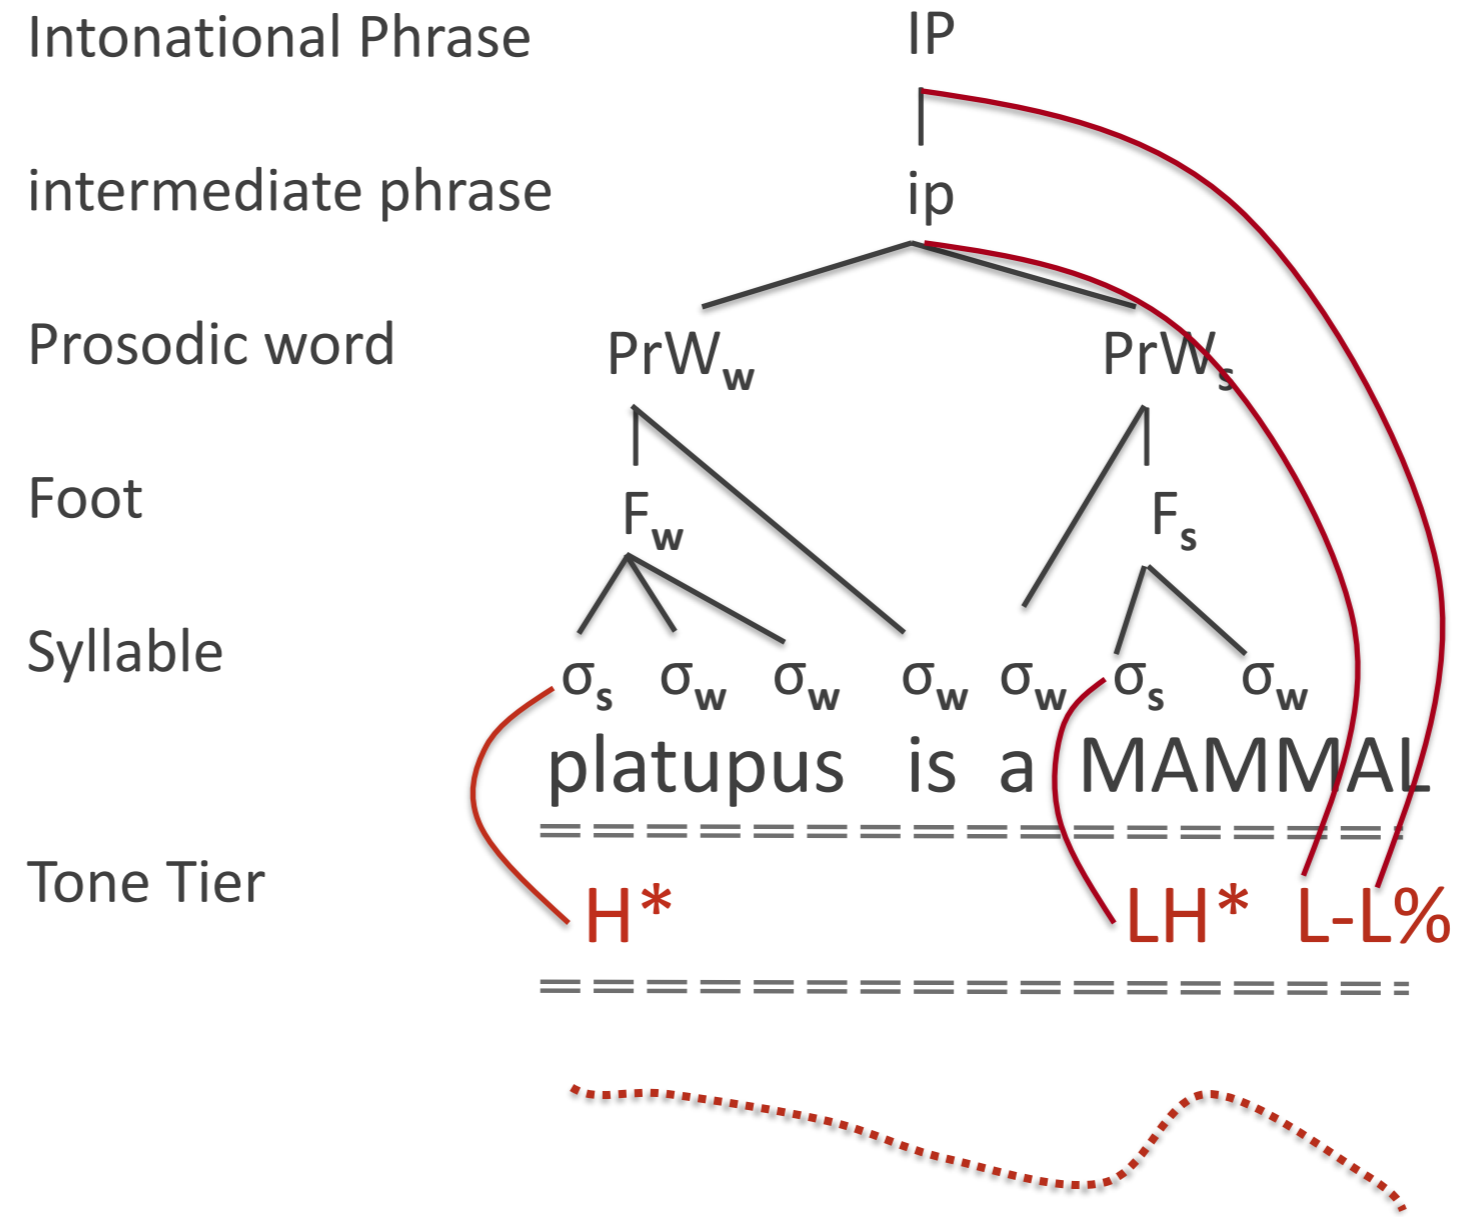 Intonational Phrase IP
intermediate phrase ip
Prosodic word PrWw PrWs
Foot Fw Fs
Syllable σs σw σw σw σw σs σw
platupus is a MAMMAL
Tone Tier H* LH* L-L%